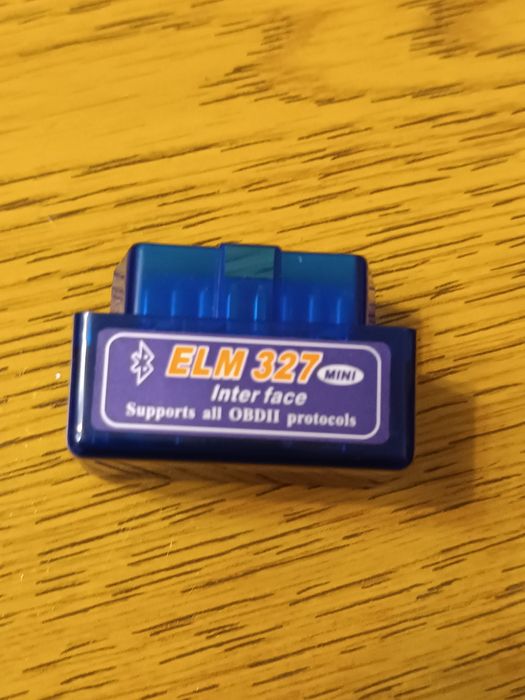 ELM 327 MINI
Inter face
Supports all OBDII protocols